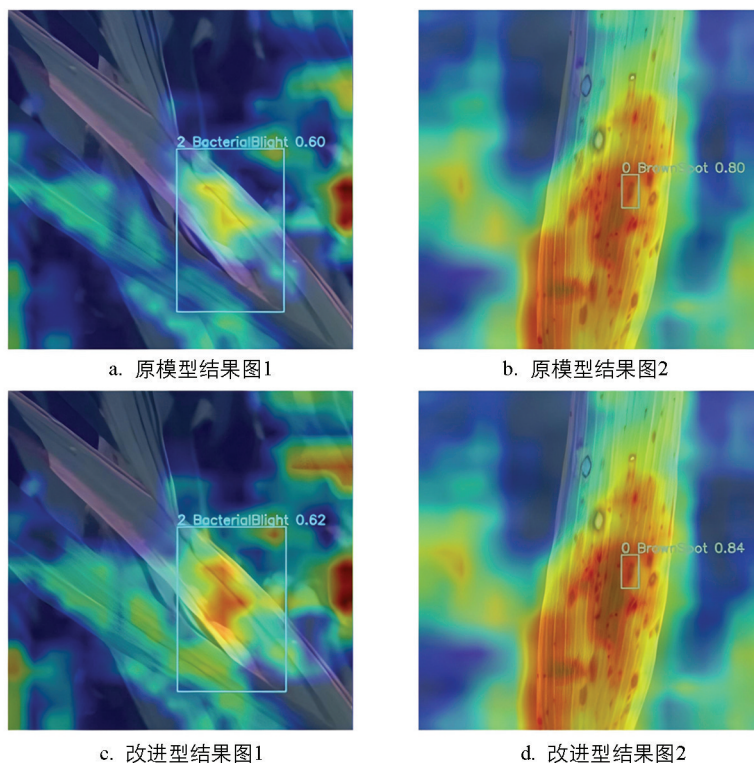 2 BacterialBlight 0.60
0 BrownSpot 0.80
a. 原模型结果图1
b. 原模型结果图2
2 BacterialBlight 0.62
0 BrownSpot 0.84
c. 改进型结果图1
d. 改进型结果图2